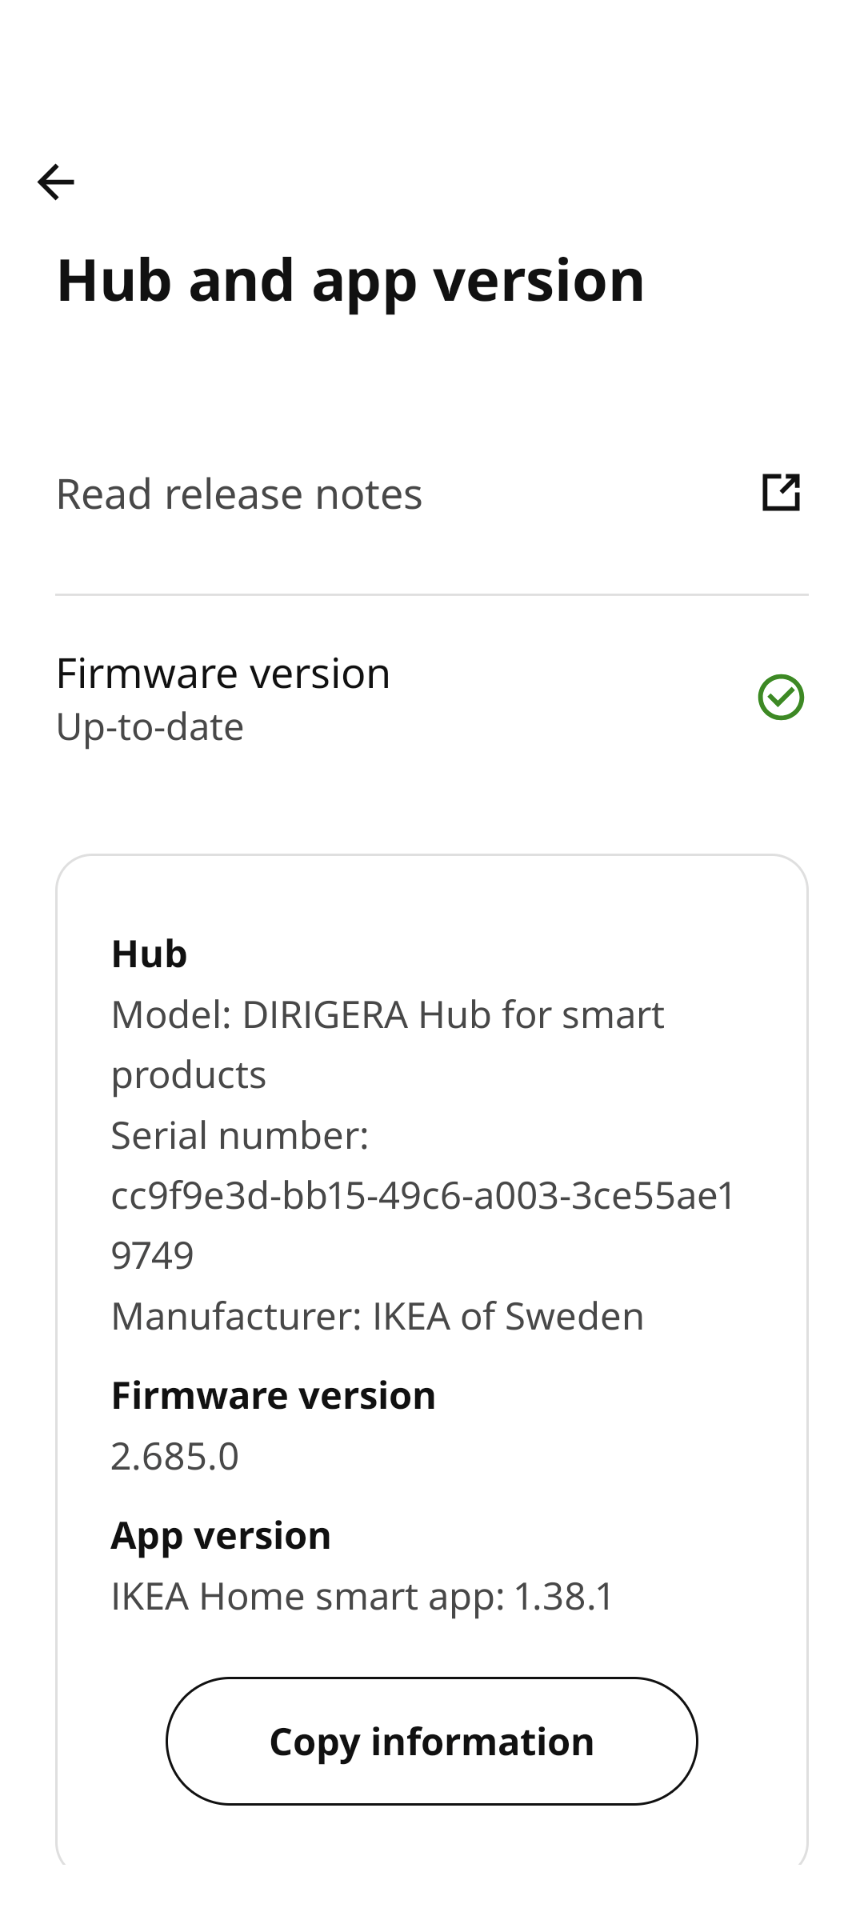 Hub and app version
Read release notes
Firmware version
Up-to-date
Hub
Model: DIRIGERA Hub for smart
products
Serial number:
cc9f9e3d-bb15-49c6-a003-3ce55ae1
9749
Manufacturer: IKEA of Sweden
Firmware version
2.685.0
App version
IKEA Home smart app: 1.38.1
Copy information